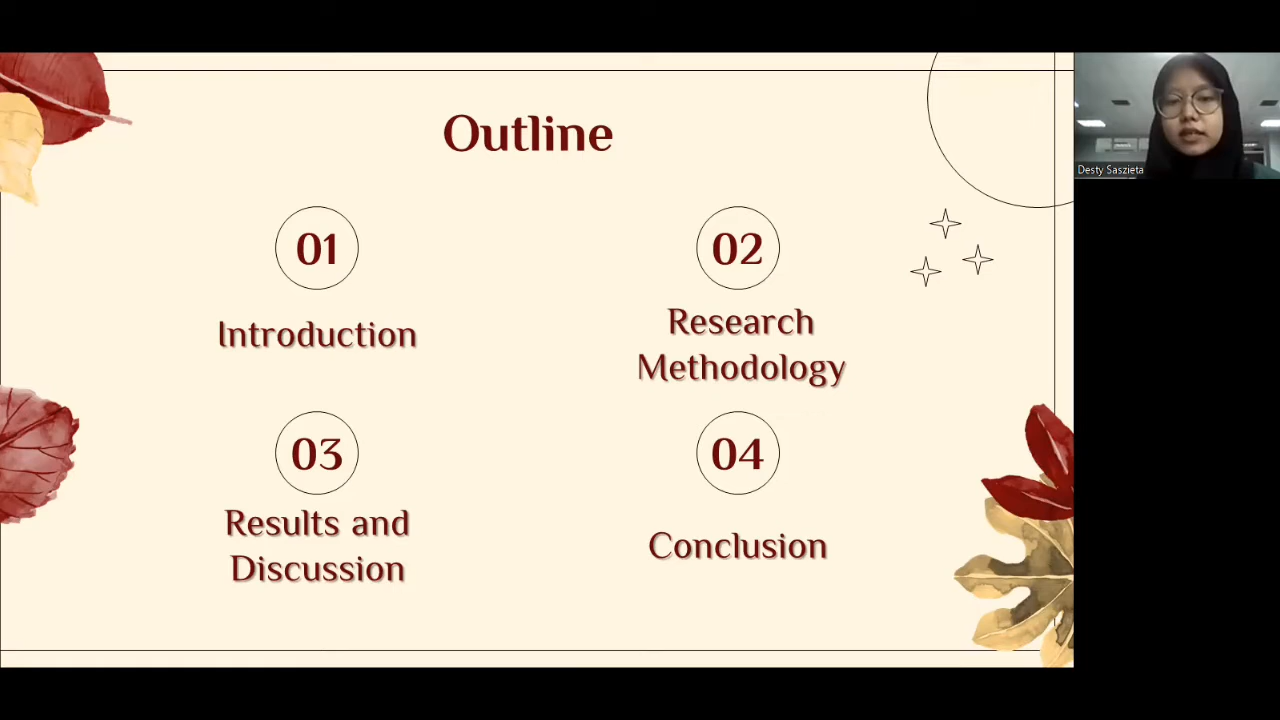 Outline
01
Introduction
02
Research
Methodology
03
Results and
Discussion
04
Conclusion
Desty Saszieta